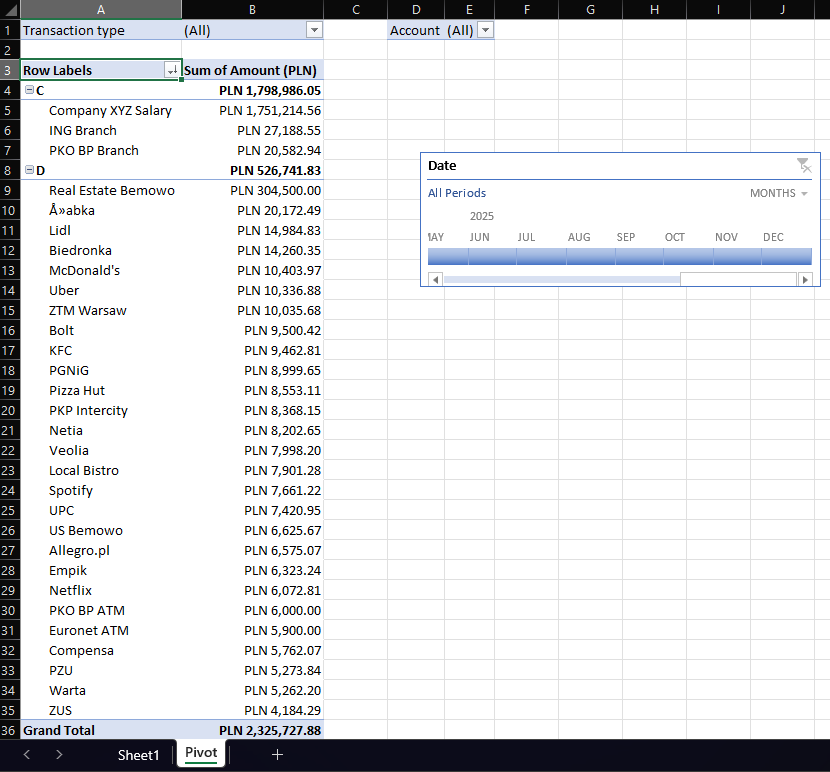 A B C D E F G H I J
1 Transaction type (All) Account (All)
2
3 Row Labels Sum of Amount (PLN)
4 C PLN 1,798,986.05
5 Company XYZ Salary PLN 1,751,214.56
6 ING Branch PLN 27,188.55
7 PKO BP Branch PLN 20,582.94
8 D PLN 526,741.83
9 Real Estate Bemowo PLN 304,500.00
10 Å»abka PLN 20,172.49
11 Lidl PLN 14,984.83
12 Biedronka PLN 14,260.35
13 McDonald's PLN 10,403.97
14 Uber PLN 10,336.88
15 ZTM Warsaw PLN 10,035.68
16 Bolt PLN 9,500.42
17 KFC PLN 9,462.81
18 PGNiG PLN 8,999.65
19 Pizza Hut PLN 8,553.11
20 PKP Intercity PLN 8,368.15
21 Netia PLN 8,202.65
22 Veolia PLN 7,998.20
23 Local Bistro PLN 7,901.28
24 Spotify PLN 7,661.22
25 UPC PLN 7,420.95
26 US Bemowo PLN 6,625.67
27 Allegro.pl PLN 6,575.07
28 Empik PLN 6,323.24
29 Netflix PLN 6,072.81
30 PKO BP ATM PLN 6,000.00
31 Euronet ATM PLN 5,900.00
32 Compensa PLN 5,762.07
33 PZU PLN 5,273.84
34 Warta PLN 5,262.20
35 ZUS PLN 4,184.29
36 Grand Total PLN 2,325,727.88
Date
All Periods MONTHS
2025
JUN JUL AUG SEP OCT NOV DEC
Sheet1 Pivot